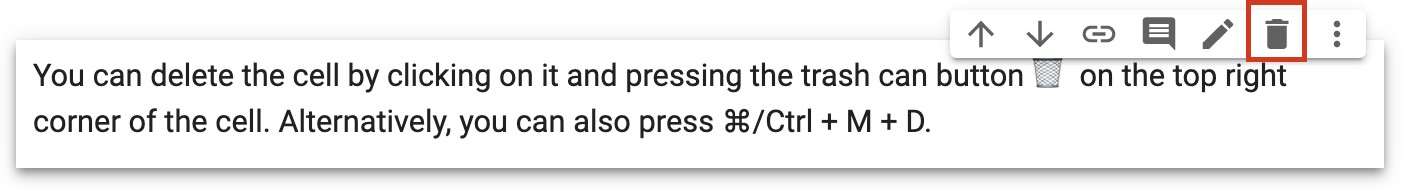 You can delete the cell by clicking on it and pressing the trash can button 🗑️ on the top right
corner of the cell. Alternatively, you can also press ⌘/Ctrl + M + D.